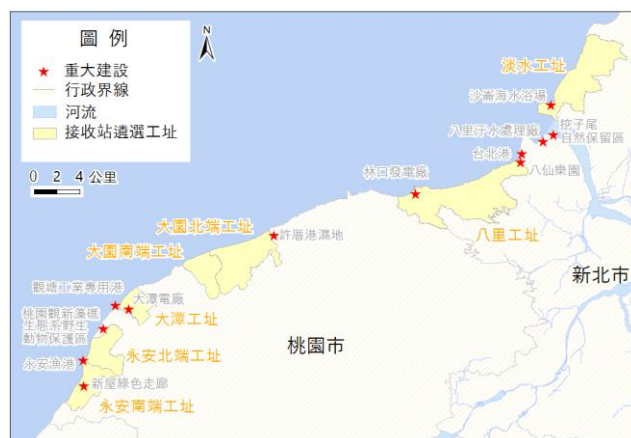 圖 例
重大建設
行政界線
河流
接收站遴選工址
0 2 4 公里
N
淡水工址
沙崙海水浴場
挖子尾
自然保留區
八里汙水處理廠
台北港
八仙樂園
林口發電廠
八里工址
大園北端工址
大園南端工址
許厝港濕地
新北市
觀塘工業專用港
大潭電廠
桃園觀新藻礁
生態系野生
動物保護區
大潭工址
桃園市
永安北端工址
永安漁港
新屋綠色走廊
永安南端工址